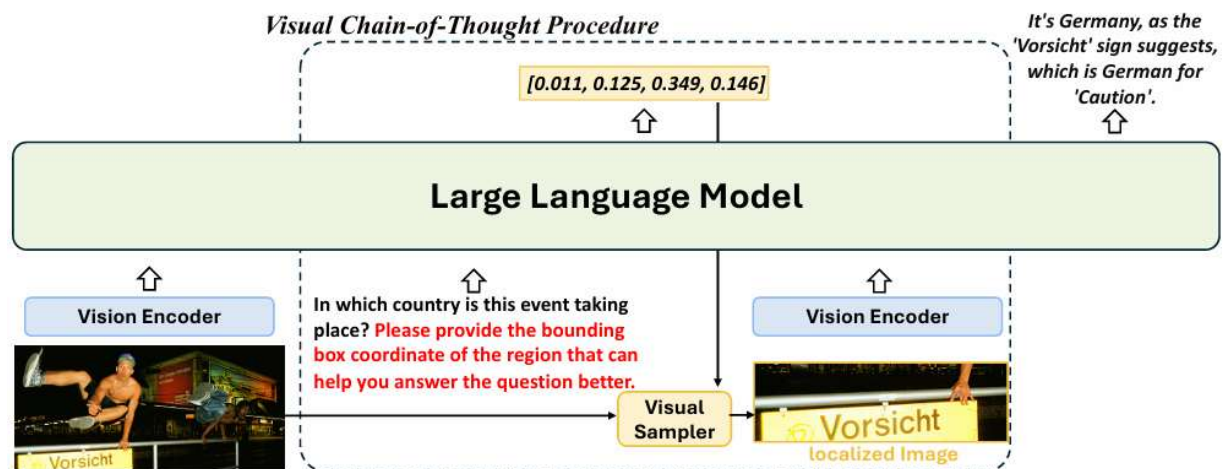 Visual Chain-of-Thought Procedure
[0.011, 0.125, 0.349, 0.146]
It's Germany, as the
'Vorsicht' sign suggests,
which is German for
'Caution'.
Large Language Model
Vision Encoder
In which country is this event taking
place? Please provide the bounding
box coordinate of the region that can
help you answer the question better.
Vision Encoder
Vorsicht
Visual
Sampler
Vorsicht
localized Image